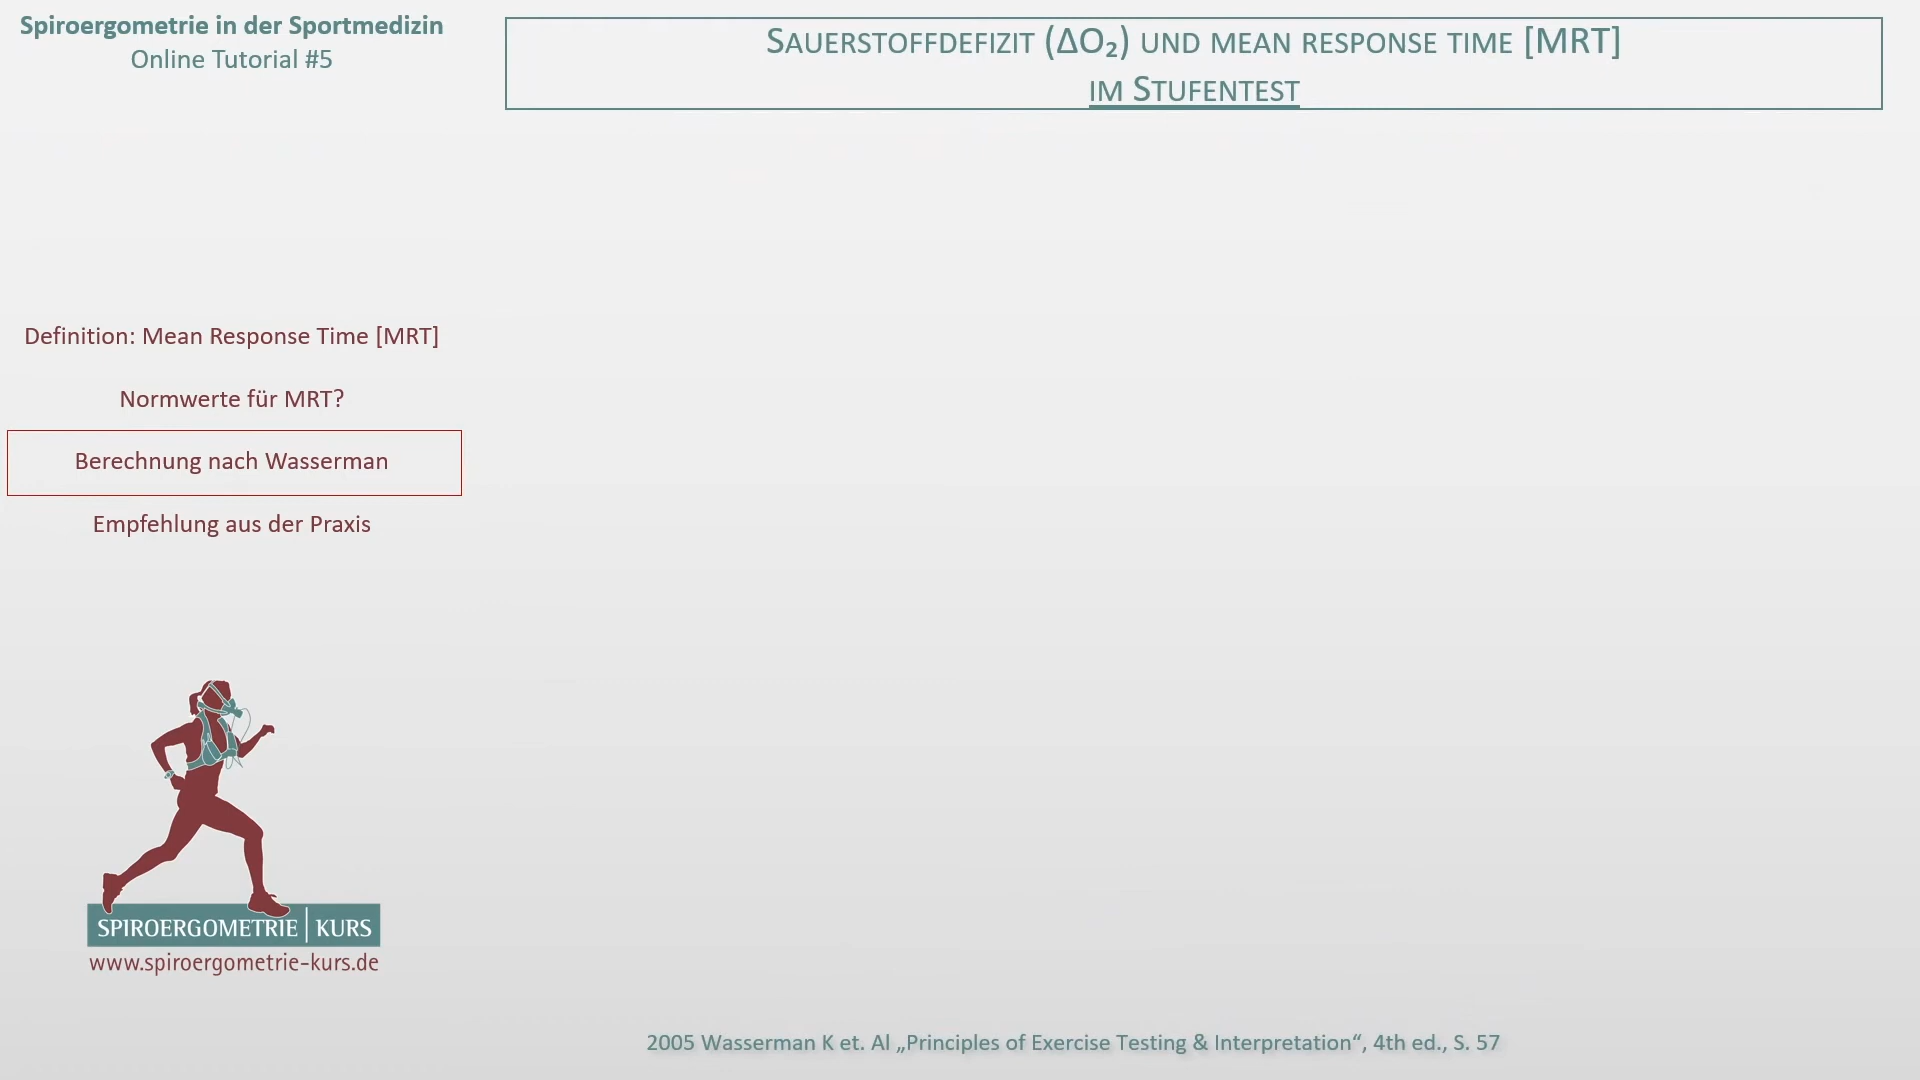 Spiroergometrie in der Sportmedizin
Online Tutorial #5
Sauerstoffdefizit (ΔO₂) und mean response time [MRT]
im Stufentest
Definition: Mean Response Time [MRT]
Normwerte für MRT?
Berechnung nach Wasserman
Empfehlung aus der Praxis
SPIROERGOMETRIE | KURS
www.spiroergometrie-kurs.de
2005 Wasserman K et. Al „Principles of Exercise Testing & Interpretation“, 4th ed., S. 57